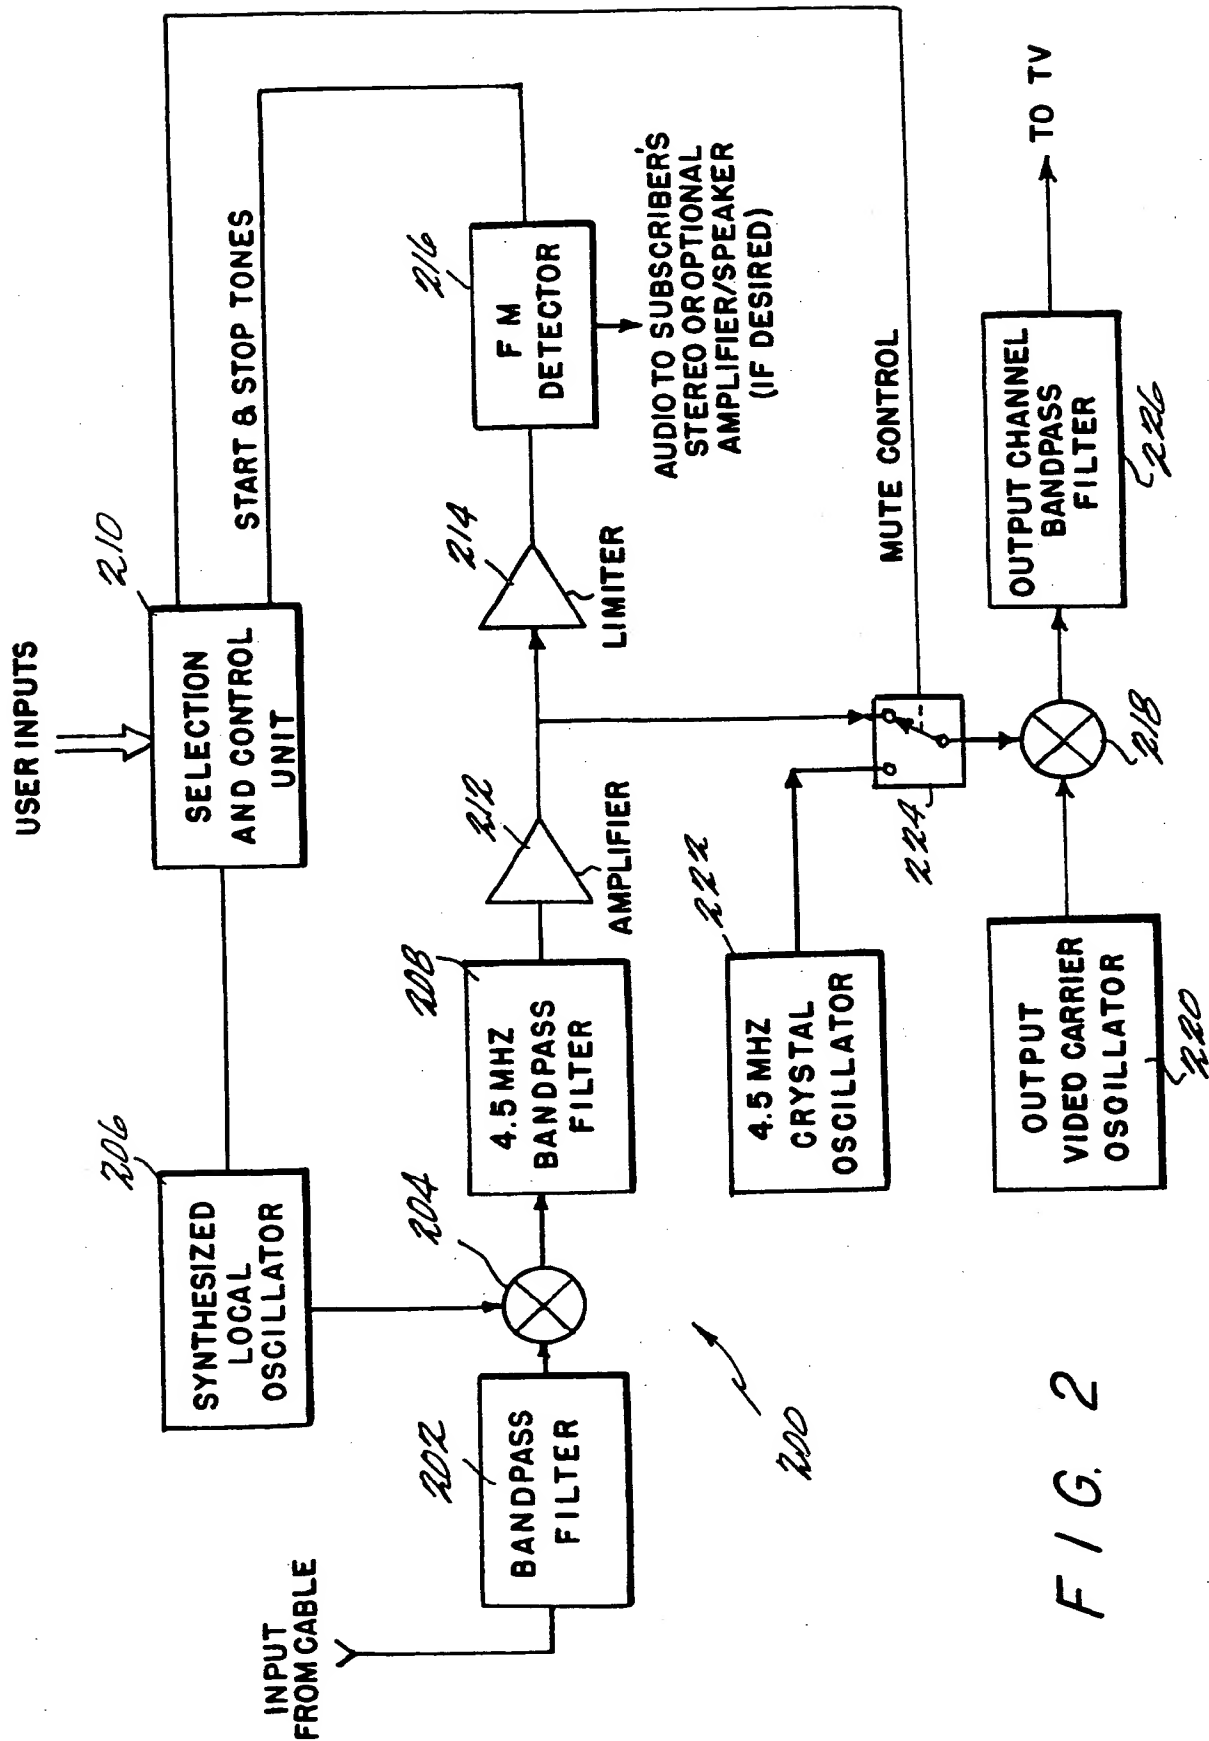 USER INPUTS
210
SELECTION
AND CONTROL
UNIT
START & STOP TONES
206
SYNTHESIZED
LOCAL
OSCILLATOR
INPUT
FROM CABLE
202
BANDPASS
FILTER
204
208
4.5 MHZ
BANDPASS
FILTER
212
AMPLIFIER
214
LIMITER
216
FM
DETECTOR
AUDIO TO SUBSCRIBER'S
STEREO OR OPTIONAL
AMPLIFIER/SPEAKER
(IF DESIRED)
222
4.5 MHZ
CRYSTAL
OSCILLATOR
224
MUTE CONTROL
OUTPUT
VIDEO CARRIER
OSCILLATOR
220
218
OUTPUT CHANNEL
BANDPASS
FILTER
226
TO TV
200
FIG. 2